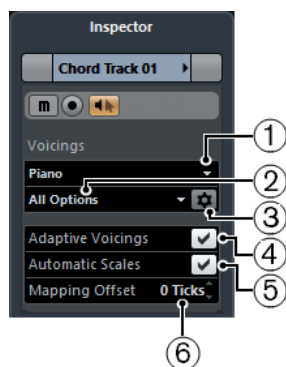 Inspector
Chord Track 01
m
Voicings
1
Piano
2
All Options
3
Adaptive Voicings
4
Automatic Scales
5
Mapping Offset 0 Ticks
6